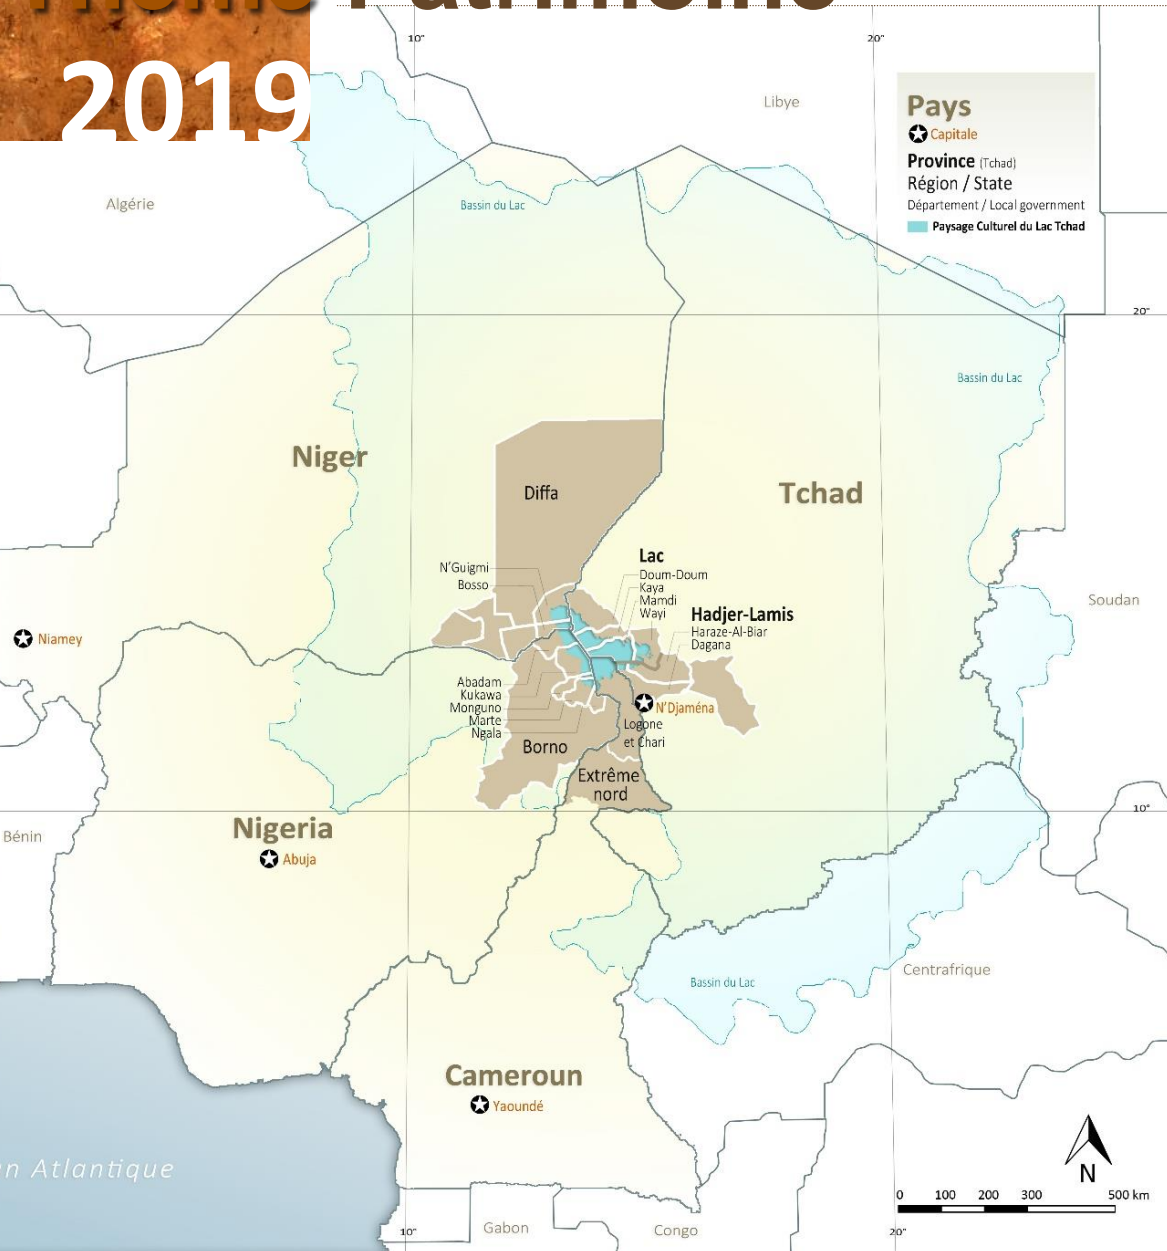 2019
10°
20°
Libye
Algérie
Bassin du Lac
Pays
Capitale
Province (Tchad)
Région / State
Département / Local government
Paysage Culturel du Lac Tchad
20°
Bassin du Lac
Niger
Tchad
Diffa
N'Guigmi
Bosso
Lac
Doum-Doum
Kaya
Mamdi
Wayi
Hadjer-Lamis
Haraze-Al-Biar
Dagana
Soudan
Niamey
Abadam
Kukawa
Monguno
Marte
Ngala
N'Djaména
Logone
et Chari
Borno
Extrême
nord
10°
Bénin
Nigeria
Abuja
Centrafrique
Bassin du Lac
Cameroun
Yaoundé
n Atlantique
N
0 100 200 300 500 km
Gabon
Congo
10°
20°